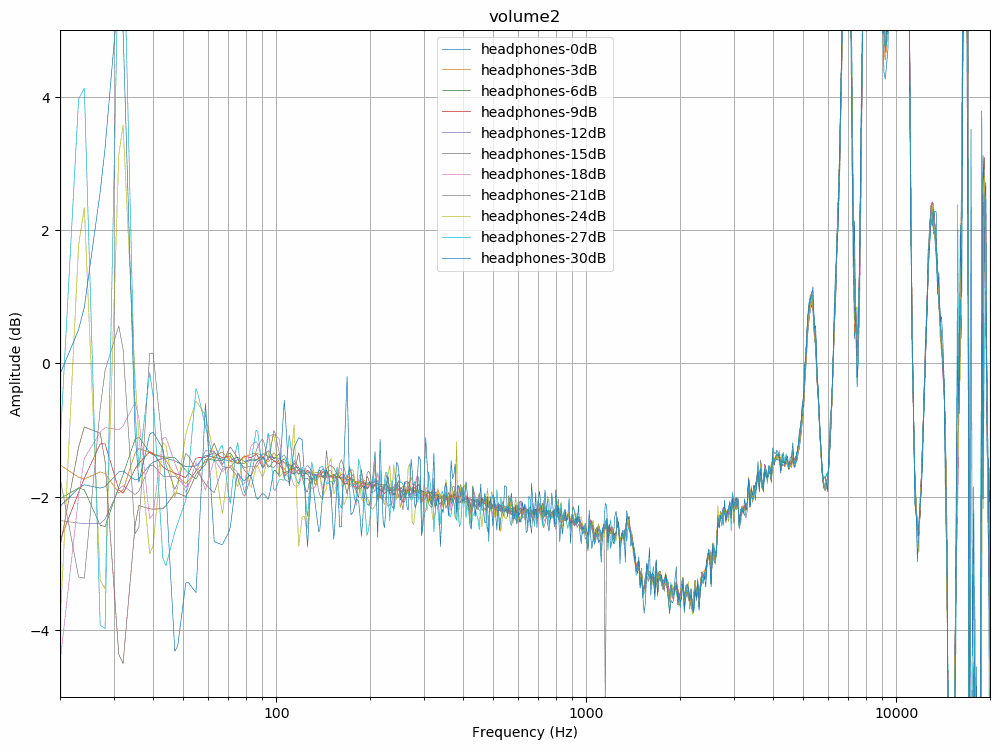 volume2
headphones-0dB
headphones-3dB
headphones-6dB
headphones-9dB
headphones-12dB
headphones-15dB
headphones-18dB
headphones-21dB
headphones-24dB
headphones-27dB
headphones-30dB
4
2
0
−2
−4
Amplitude (dB)
100
1000
10000
Frequency (Hz)